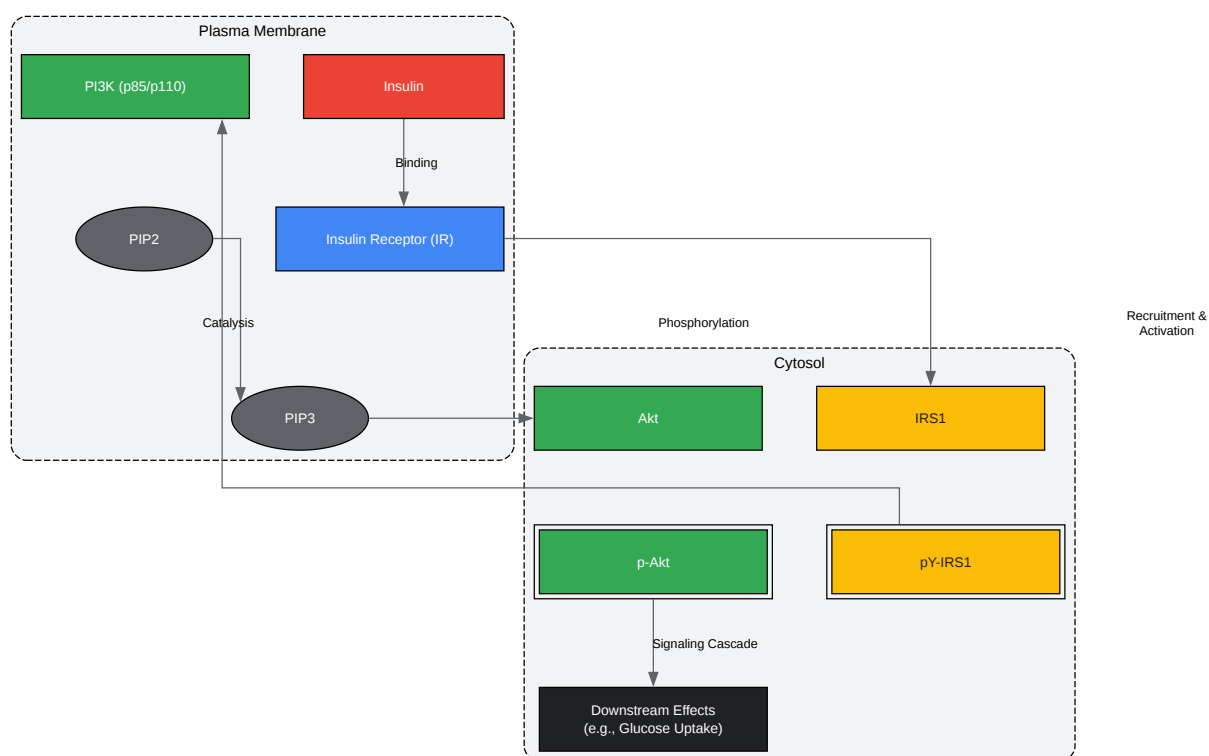 Plasma Membrane
PI3K (p85/p110)
Insulin
Binding
PIP2
Insulin Receptor (IR)
Catalysis
Phosphorylation
Recruitment &
Activation
Cytosol
PIP3
Akt
IRS1
p-Akt
pY-IRS1
Signaling Cascade
Downstream Effects
(e.g., Glucose Uptake)